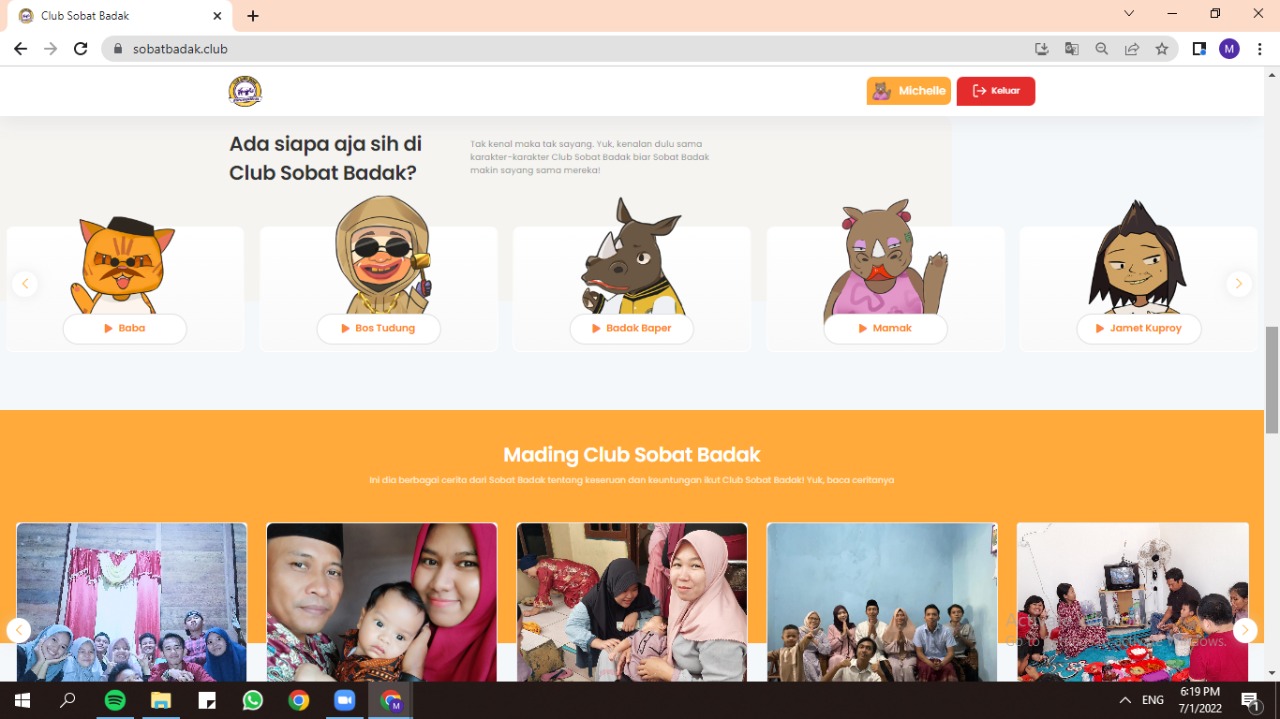 Club Sobat Badak
sobatbadak.club
M
Michelle
Keluar
Ada siapa aja sih di
Club Sobat Badak?
Tak kenal maka tak sayang. Yuk, kenalan dulu sama
karakter-karakter Club Sobat Badak biar Sobat Badak
makin sayang sama mereka!
Baba
Bos Tudung
Badak Baper
Mamak
Jamet Kuproy
Mading Club Sobat Badak
Ini dia berbagai cerita dari Sobat Badak tentang keseruan dan keuntungan ikut Club Sobat Badak! Yuk, baca ceritanya
ENG
6:19 PM
7/1/2022
1